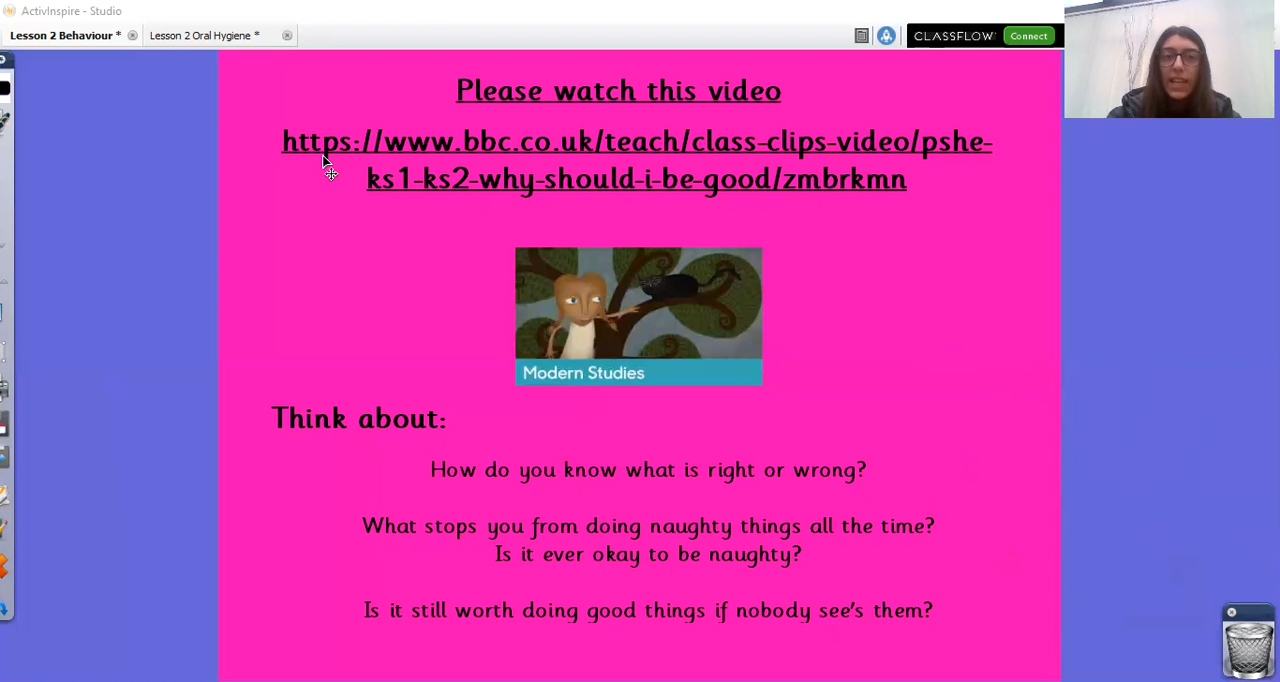 ActivInspire - Studio
Lesson 2 Behaviour *
Lesson 2 Oral Hygiene *
CLASSFLOW
Connect
Please watch this video
https://www.bbc.co.uk/teach/class-clips-video/pshe-
ks1-ks2-why-should-i-be-good/zmbrkmn
Modern Studies
Think about:
How do you know what is right or wrong?
What stops you from doing naughty things all the time?
Is it ever okay to be naughty?
Is it still worth doing good things if nobody see's them?